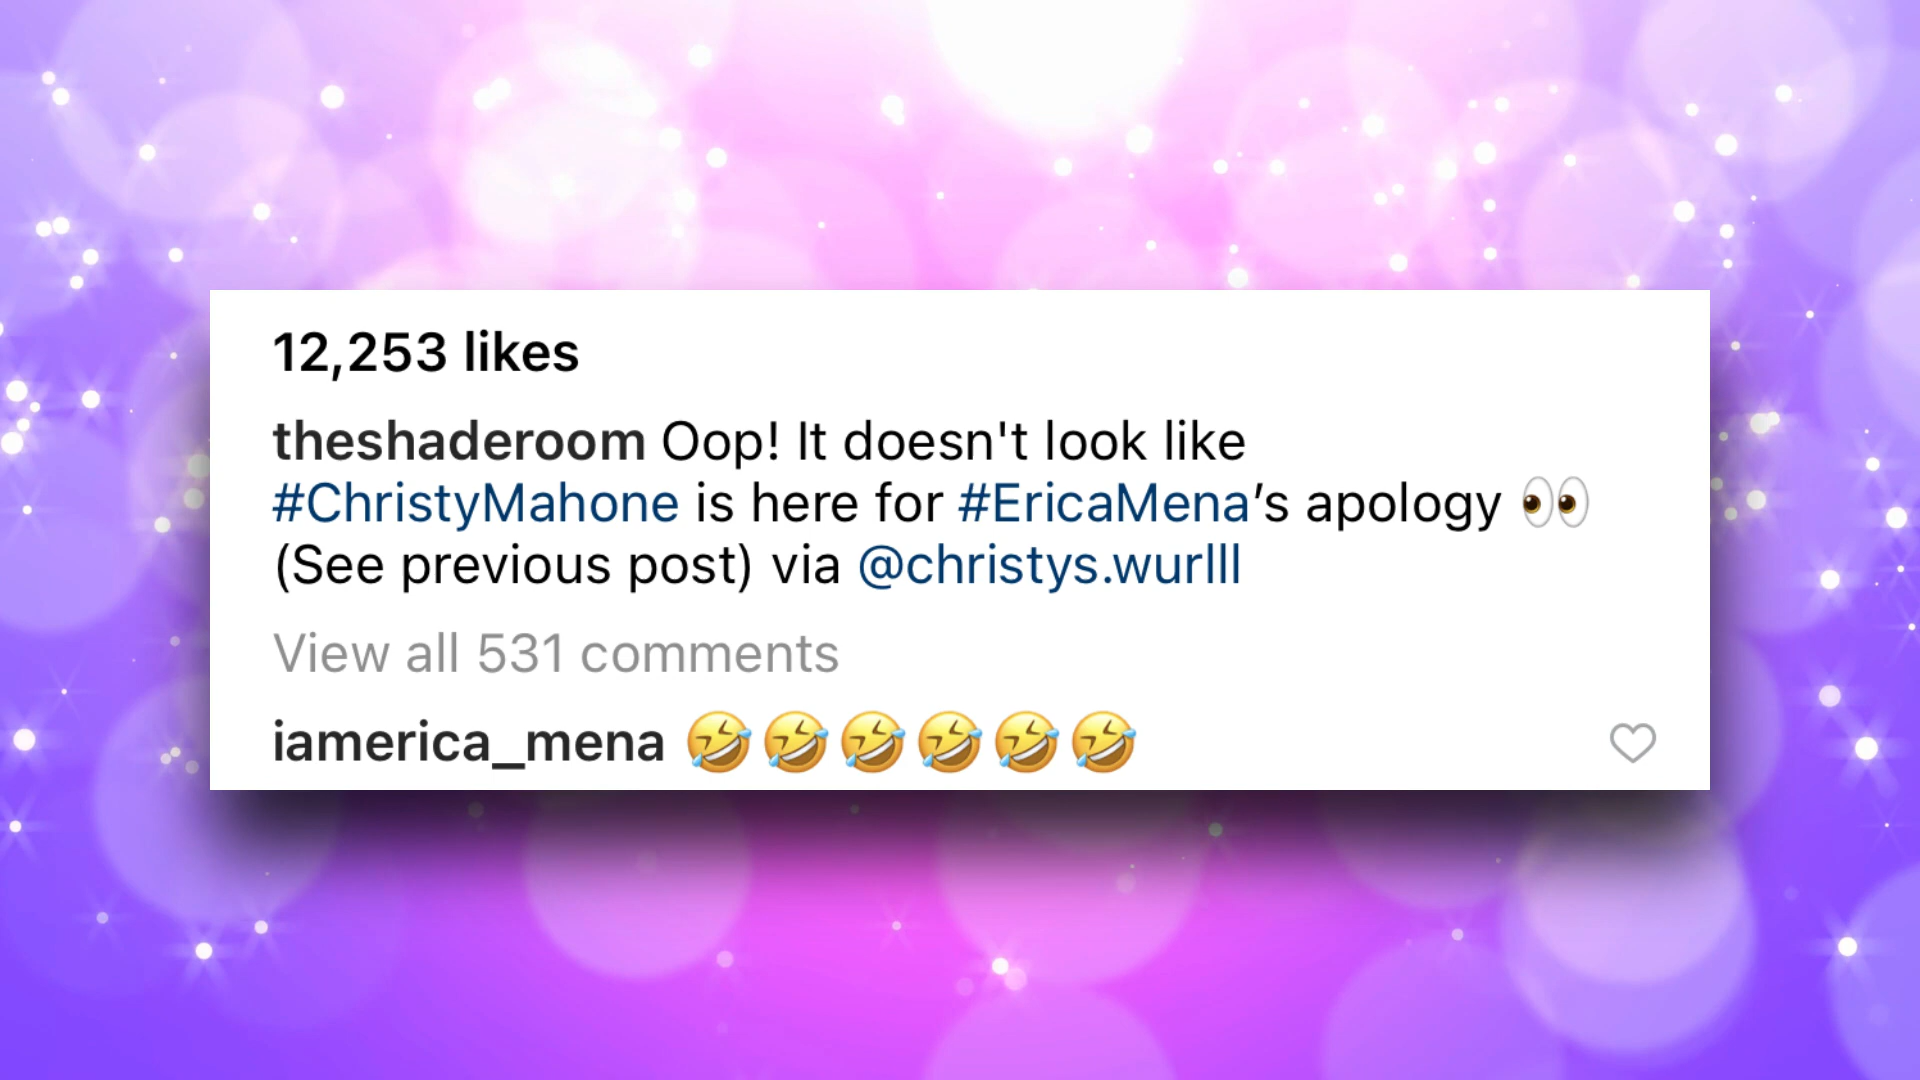 12,253 likes
theshaderoom Oop! It doesn't look like
#ChristyMahone is here for #EricaMena’s apology 👀
(See previous post) via @christys.wurlll
View all 531 comments
iamerica_mena 🤣🤣🤣🤣🤣🤣